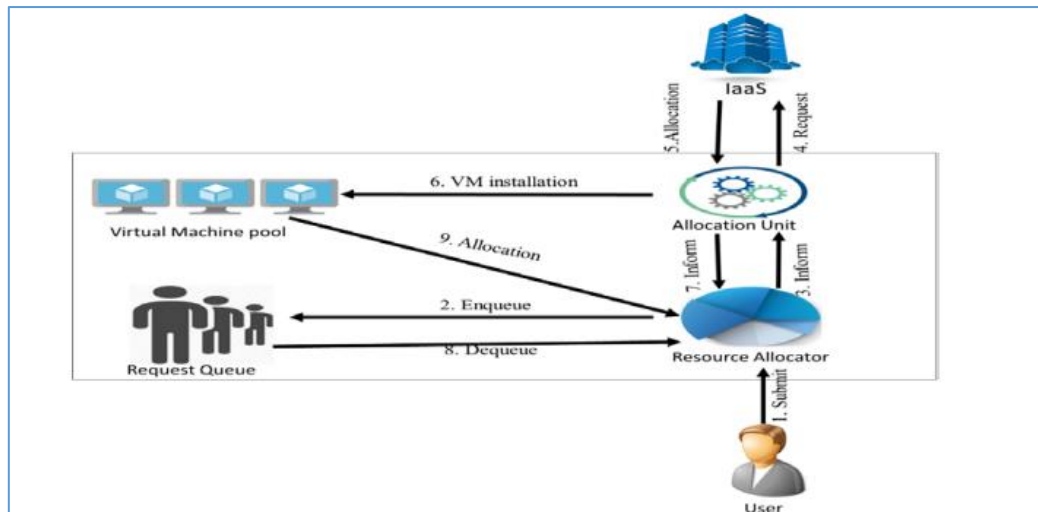 IaaS
5.Allocation
4. Request
6. VM installation
Virtual Machine pool
Allocation Unit
9. Allocation
7. Inform
3. Inform
2. Enqueue
8. Dequeue
Request Queue
Resource Allocator
1. Submit
User